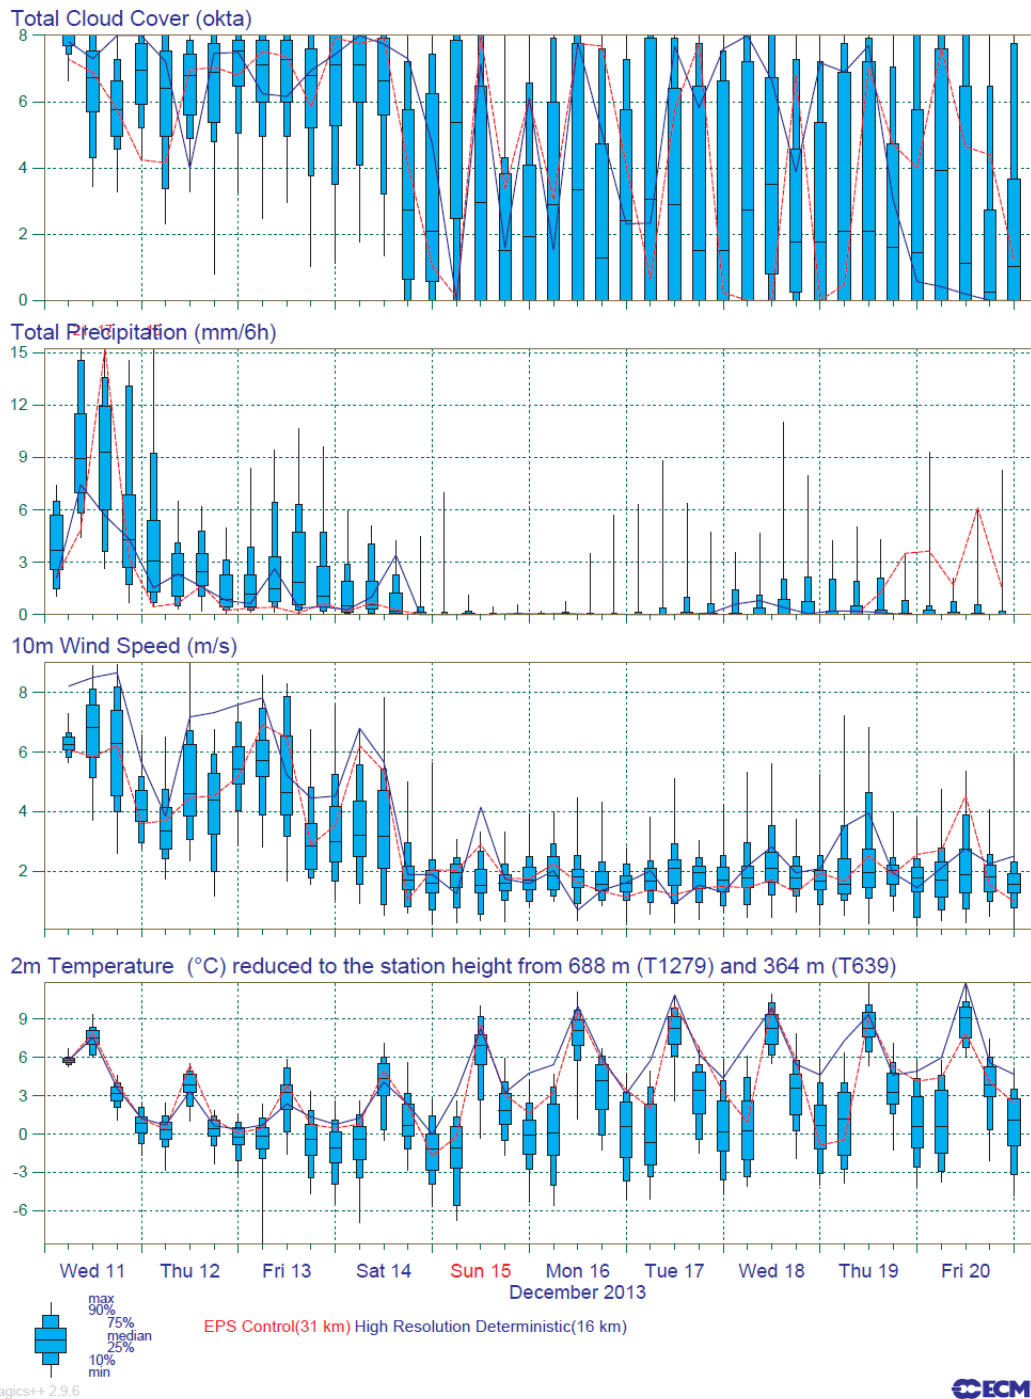 Total Cloud Cover (okta)
8
6
4
2
0
Total Precipitation (mm/6h)
21 17
15
12
9
6
3
0
10m Wind Speed (m/s)
8
6
4
2
2m Temperature (°C) reduced to the station height from 688 m (T1279) and 364 m (T639)
9
6
3
0
-3
-6
Wed 11 Thu 12 Fri 13 Sat 14 Sun 15 Mon 16 Tue 17 Wed 18 Thu 19 Fri 20
December 2013
max
90%
75%
median
25%
10%
min
EPS Control(31 km) High Resolution Deterministic(16 km)
agics++ 2.9.6
ECM